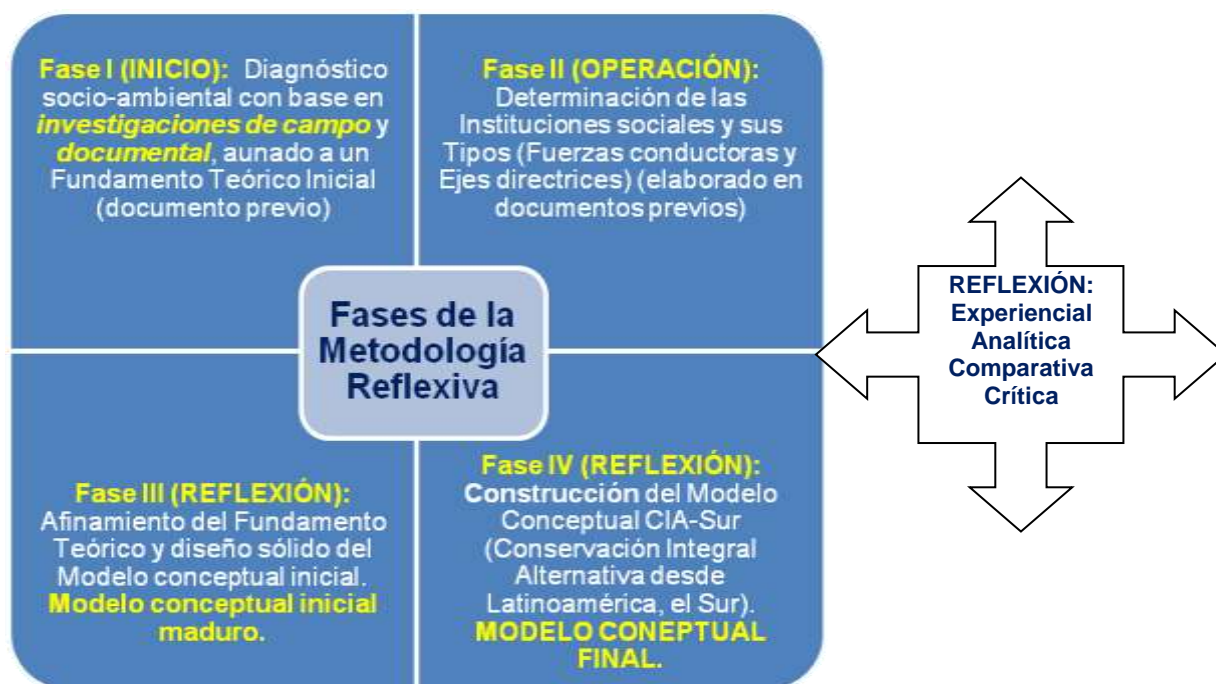 Fase I (INICIO): Diagnóstico
socio-ambiental con base en
investigaciones de campo y
documental, aunado a un
Fundamento Teórico Inicial
(documento previo)
Fase II (OPERACIÓN):
Determinación de las
Instituciones sociales y sus
Tipos (Fuerzas conductoras y
Ejes directrices) (elaborado en
documentos previos)
Fases de la
Metodología
Reflexiva
Fase III (REFLEXIÓN):
Afinamiento del Fundamento
Teórico y diseño sólido del
Modelo conceptual inicial.
Modelo conceptual inicial
maduro.
Fase IV (REFLEXIÓN):
Construcción del Modelo
Conceptual CIA-Sur
(Conservación Integral
Alternativa desde
Latinoamérica, el Sur).
MODELO CONEPTUAL
FINAL.
REFLEXIÓN:
Experiencial
Analítica
Comparativa
Crítica